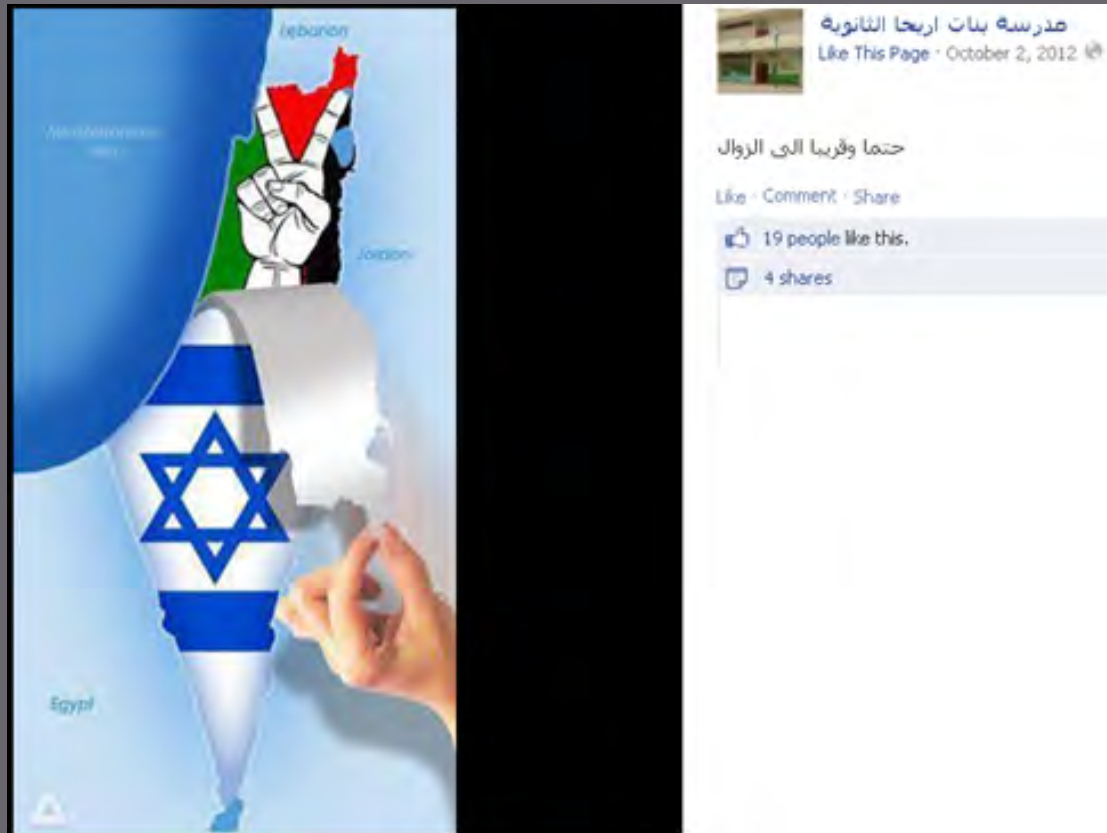 Lebanon
Mediterranean
Jordan
Egypt
مدرسة بنات اريحا الثانوية
Like This Page · October 2, 2012
حتما وقريبا الى الزوال
Like · Comment · Share
19 people like this.
4 shares